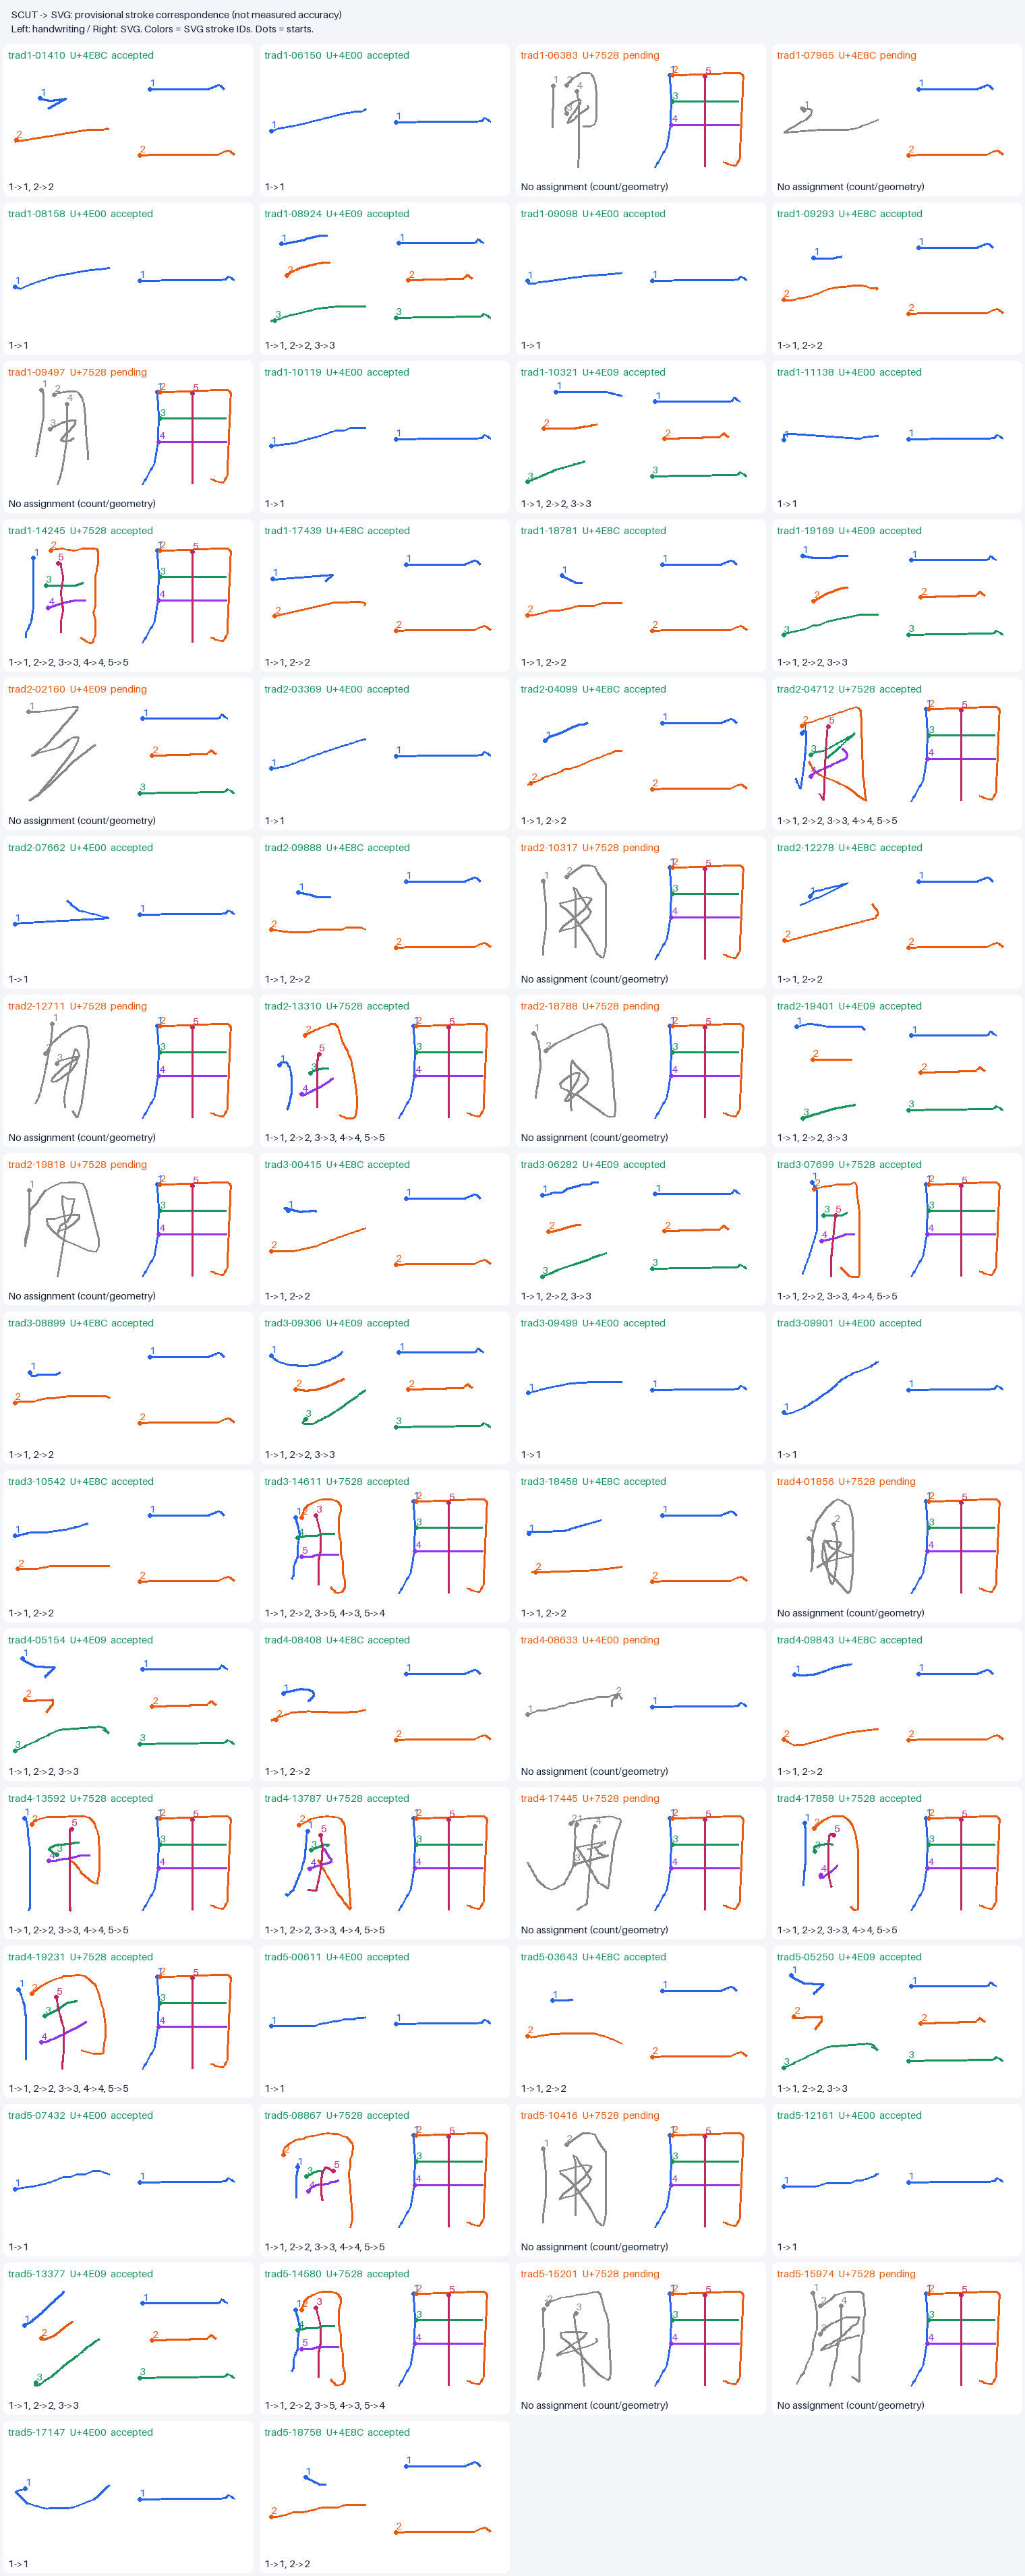 SCUT -> SVG: provisional stroke correspondence (not measured accuracy)
Left: handwriting / Right: SVG. Colors = SVG stroke IDs. Dots = starts.
trad1-01410 U+4E8C accepted
1->1, 2->2
trad1-06150 U+4E00 accepted
1->1
trad1-06383 U+7528 pending
No assignment (count/geometry)
trad1-07965 U+4E8C pending
No assignment (count/geometry)
trad1-08158 U+4E00 accepted
1->1
trad1-08924 U+4E09 accepted
1->1, 2->2, 3->3
trad1-09098 U+4E00 accepted
1->1
trad1-09293 U+4E8C accepted
1->1, 2->2
trad1-09497 U+7528 pending
No assignment (count/geometry)
trad1-10119 U+4E00 accepted
1->1
trad1-10321 U+4E09 accepted
1->1, 2->2, 3->3
trad1-11138 U+4E00 accepted
1->1
trad1-14245 U+7528 accepted
1->1, 2->2, 3->3, 4->4, 5->5
trad1-17439 U+4E8C accepted
1->1, 2->2
trad1-18781 U+4E8C accepted
1->1, 2->2
trad1-19169 U+4E09 accepted
1->1, 2->2, 3->3
trad2-02160 U+4E09 pending
No assignment (count/geometry)
trad2-03369 U+4E00 accepted
1->1
trad2-04099 U+4E8C accepted
1->1, 2->2
trad2-04712 U+7528 accepted
1->1, 2->2, 3->3, 4->4, 5->5
trad2-07662 U+4E00 accepted
1->1
trad2-09888 U+4E8C accepted
1->1, 2->2
trad2-10317 U+7528 pending
No assignment (count/geometry)
trad2-12278 U+4E8C accepted
1->1, 2->2
trad2-12711 U+7528 pending
No assignment (count/geometry)
trad2-13310 U+7528 accepted
1->1, 2->2, 3->3, 4->4, 5->5
trad2-18788 U+7528 pending
No assignment (count/geometry)
trad2-19401 U+4E09 accepted
1->1, 2->2, 3->3
trad2-19818 U+7528 pending
No assignment (count/geometry)
trad3-00415 U+4E8C accepted
1->1, 2->2
trad3-06282 U+4E09 accepted
1->1, 2->2, 3->3
trad3-07699 U+7528 accepted
1->1, 2->2, 3->3, 4->4, 5->5
trad3-08899 U+4E8C accepted
1->1, 2->2
trad3-09306 U+4E09 accepted
1->1, 2->2, 3->3
trad3-09499 U+4E00 accepted
1->1
trad3-09901 U+4E00 accepted
1->1
trad3-10542 U+4E8C accepted
1->1, 2->2
trad3-14611 U+7528 accepted
1->1, 2->2, 3->5, 4->3, 5->4
trad3-18458 U+4E8C accepted
1->1, 2->2
trad4-01856 U+7528 pending
No assignment (count/geometry)
trad4-05154 U+4E09 accepted
1->1, 2->2, 3->3
trad4-08408 U+4E8C accepted
1->1, 2->2
trad4-08633 U+4E00 pending
No assignment (count/geometry)
trad4-09843 U+4E8C accepted
1->1, 2->2
trad4-13592 U+7528 accepted
1->1, 2->2, 3->3, 4->4, 5->5
trad4-13787 U+7528 accepted
1->1, 2->2, 3->3, 4->4, 5->5
trad4-17445 U+7528 pending
No assignment (count/geometry)
trad4-17858 U+7528 accepted
1->1, 2->2, 3->3, 4->4, 5->5
trad4-19231 U+7528 accepted
1->1, 2->2, 3->3, 4->4, 5->5
trad5-00611 U+4E00 accepted
1->1
trad5-03643 U+4E8C accepted
1->1, 2->2
trad5-05250 U+4E09 accepted
1->1, 2->2, 3->3
trad5-07432 U+4E00 accepted
1->1
trad5-08867 U+7528 accepted
1->1, 2->2, 3->3, 4->4, 5->5
trad5-10416 U+7528 pending
No assignment (count/geometry)
trad5-12161 U+4E00 accepted
1->1
trad5-13377 U+4E09 accepted
1->1, 2->2, 3->3
trad5-14580 U+7528 accepted
1->1, 2->2, 3->5, 4->3, 5->4
trad5-15201 U+7528 pending
No assignment (count/geometry)
trad5-15974 U+7528 pending
No assignment (count/geometry)
trad5-17147 U+4E00 accepted
1->1
trad5-18758 U+4E8C accepted
1->1, 2->2